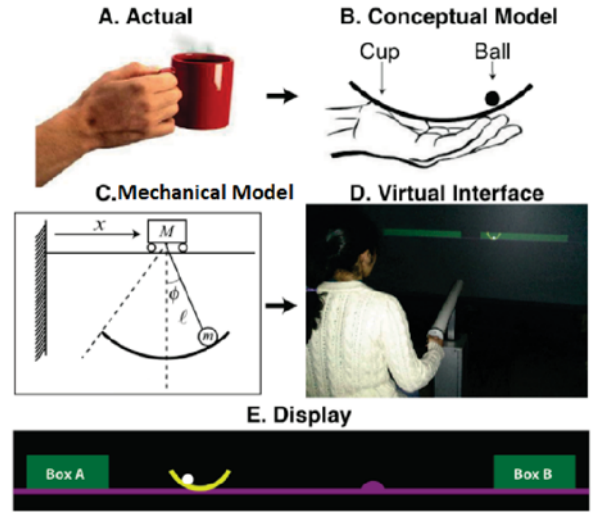 A. Actual
B. Conceptual Model
Cup
Ball
C.Mechanical Model
D. Virtual Interface
x
M
ϕ
ℓ
m
E. Display
Box A
Box B